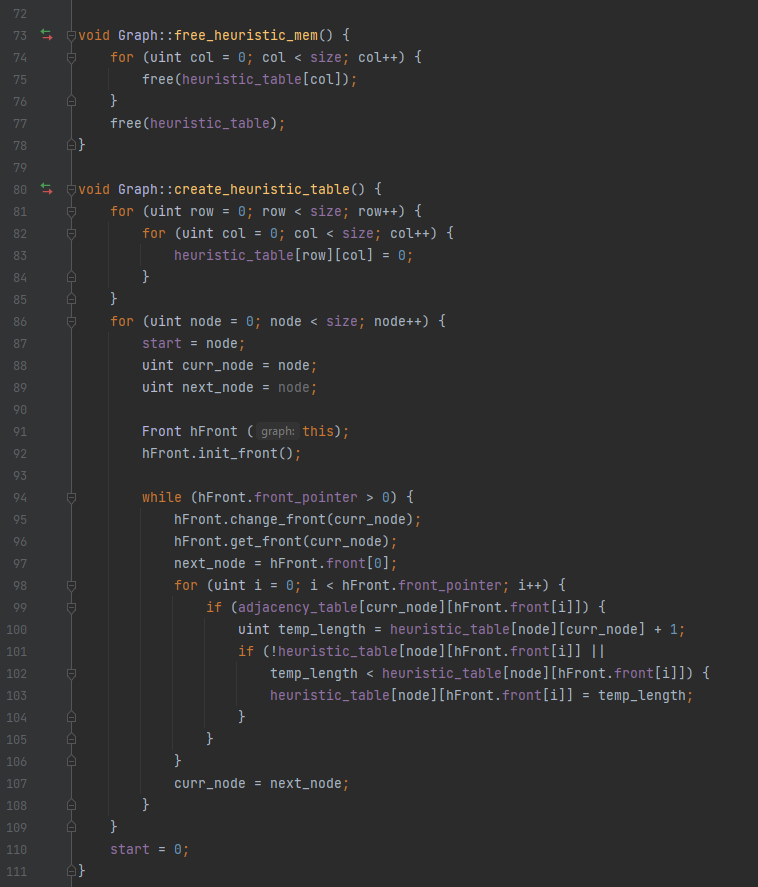 72
73 void Graph::free_heuristic_mem() {
74     for (uint col = 0; col < size; col++) {
75         free(heuristic_table[col]);
76     }
77     free(heuristic_table);
78 }
79
80 void Graph::create_heuristic_table() {
81     for (uint row = 0; row < size; row++) {
82         for (uint col = 0; col < size; col++) {
83             heuristic_table[row][col] = 0;
84         }
85     }
86     for (uint node = 0; node < size; node++) {
87         start = node;
88         uint curr_node = node;
89         uint next_node = node;
90
91         Front hFront ( graph: this);
92         hFront.init_front();
93
94         while (hFront.front_pointer > 0) {
95             hFront.change_front(curr_node);
96             hFront.get_front(curr_node);
97             next_node = hFront.front[0];
98             for (uint i = 0; i < hFront.front_pointer; i++) {
99                 if (adjacency_table[curr_node][hFront.front[i]]) {
100                     uint temp_length = heuristic_table[node][curr_node] + 1;
101                     if (!heuristic_table[node][hFront.front[i]] ||
102                         temp_length < heuristic_table[node][hFront.front[i]]) {
103                         heuristic_table[node][hFront.front[i]] = temp_length;
104                     }
105                 }
106             }
107             curr_node = next_node;
108         }
109     }
110     start = 0;
111 }